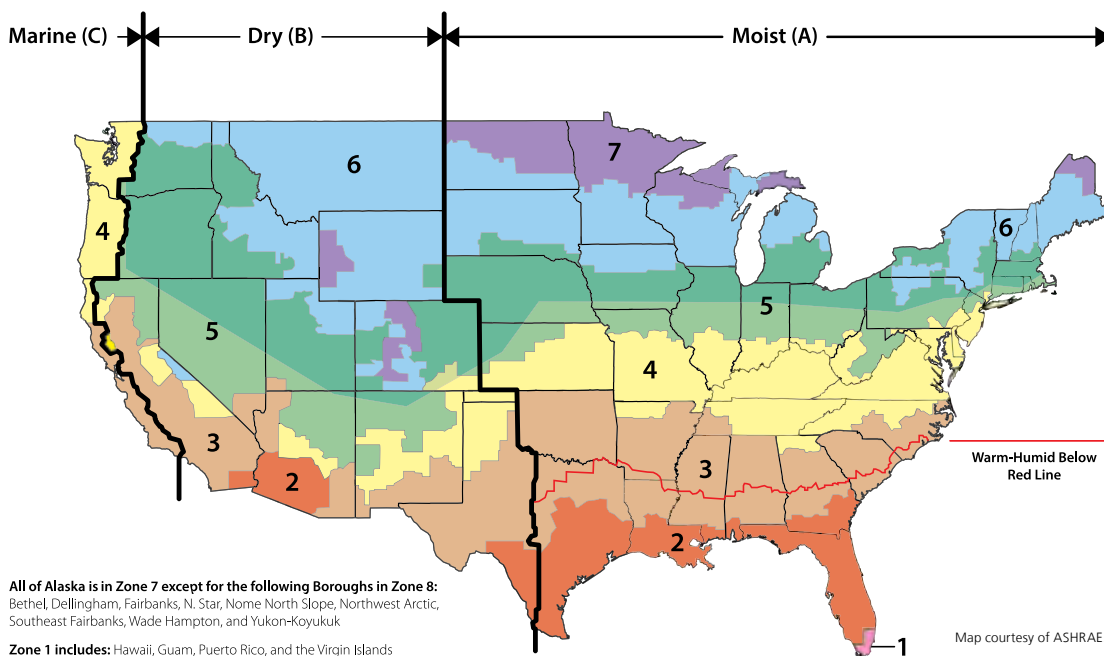 Marine (C)
Dry (B)
Moist (A)
7
6
6
4
5
5
4
3
3
Warm-Humid Below
Red Line
2
2
All of Alaska is in Zone 7 except for the following Boroughs in Zone 8:
Bethel, Dellingham, Fairbanks, N. Star, Nome North Slope, Northwest Arctic,
Southeast Fairbanks, Wade Hampton, and Yukon-Koyukuk
Zone 1 includes: Hawaii, Guam, Puerto Rico, and the Virgin Islands
1
Map courtesy of ASHRAE